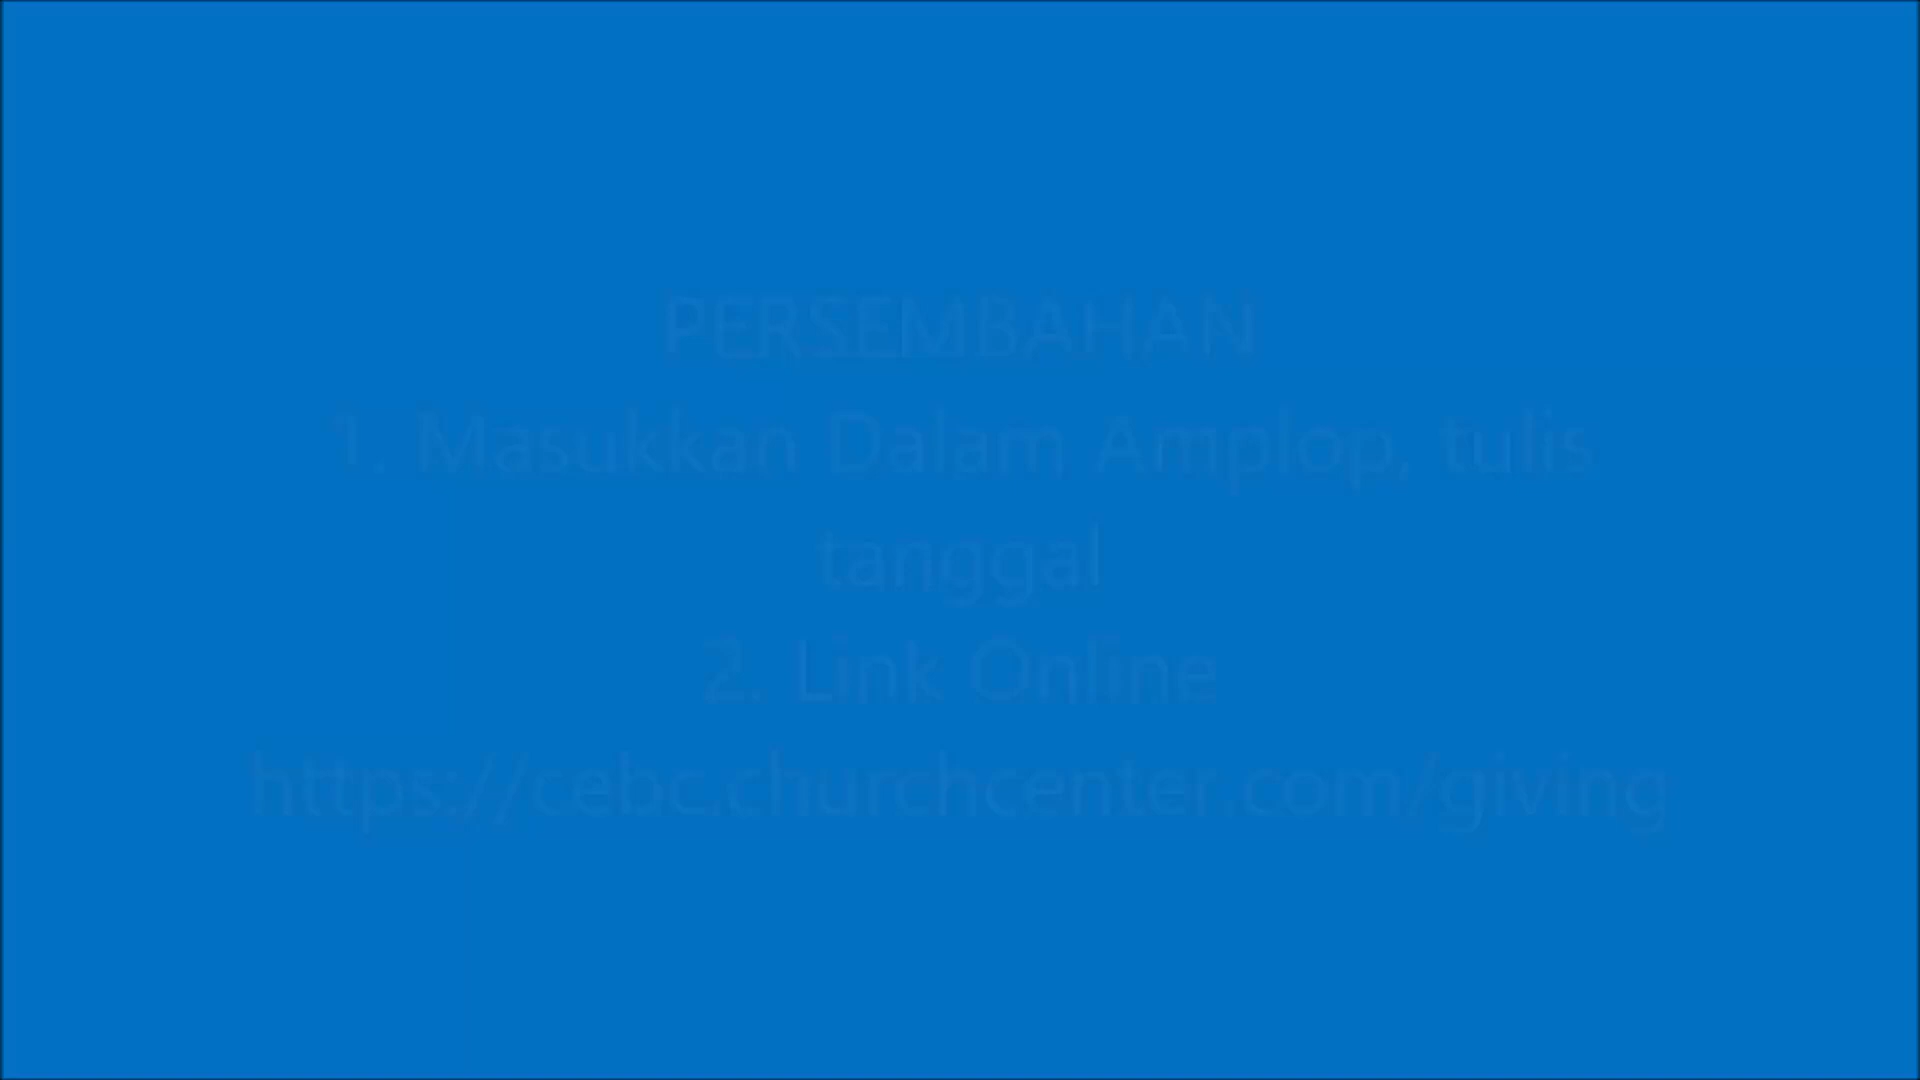 PERSEMBAHAN
1. Masukkan Dalam Amplop, tulis
tanggal
2. Link Online
https://cebc.churchcenter.com/giving